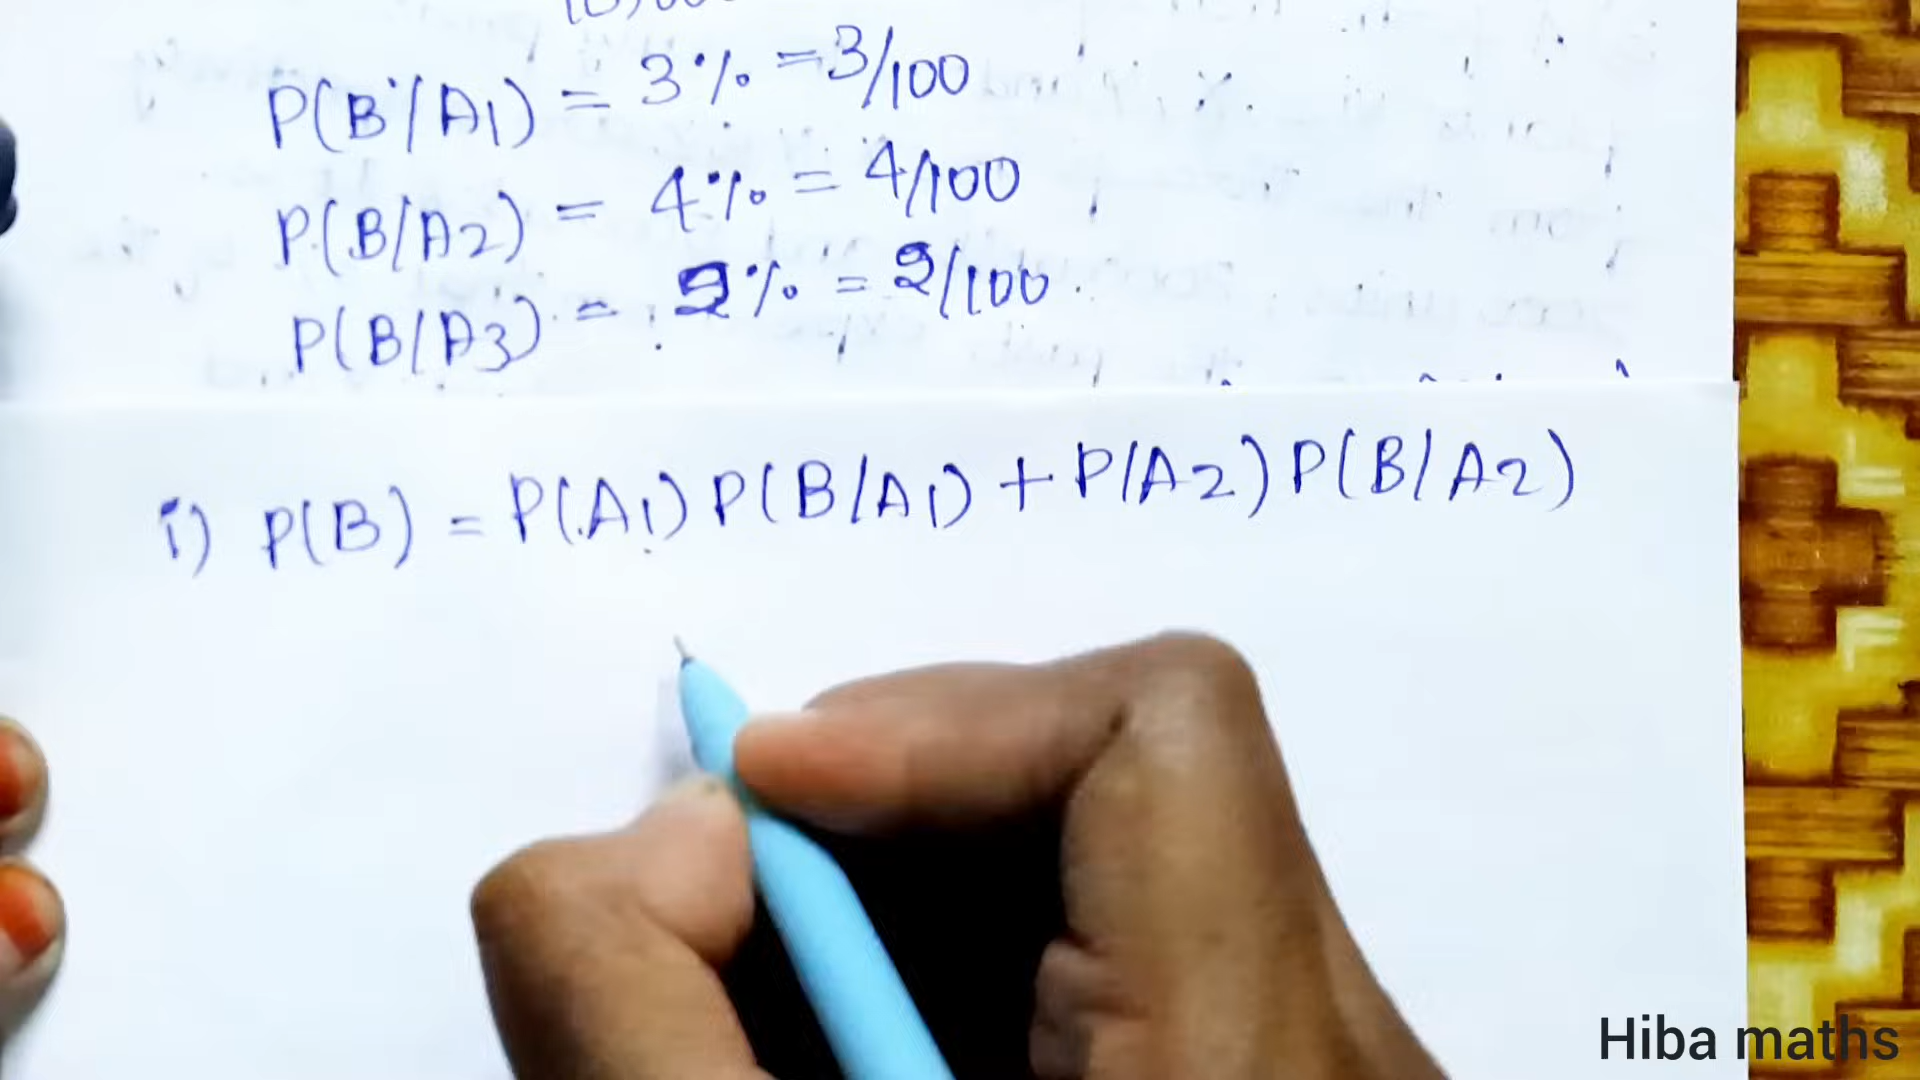 P(B/A1) = 3% = 3/100
P(B/A2) = 4% = 4/100
P(B/A3) = 2% = 2/100
i) P(B) = P(A1) P(B/A1) + P(A2) P(B/A2)
Hiba maths